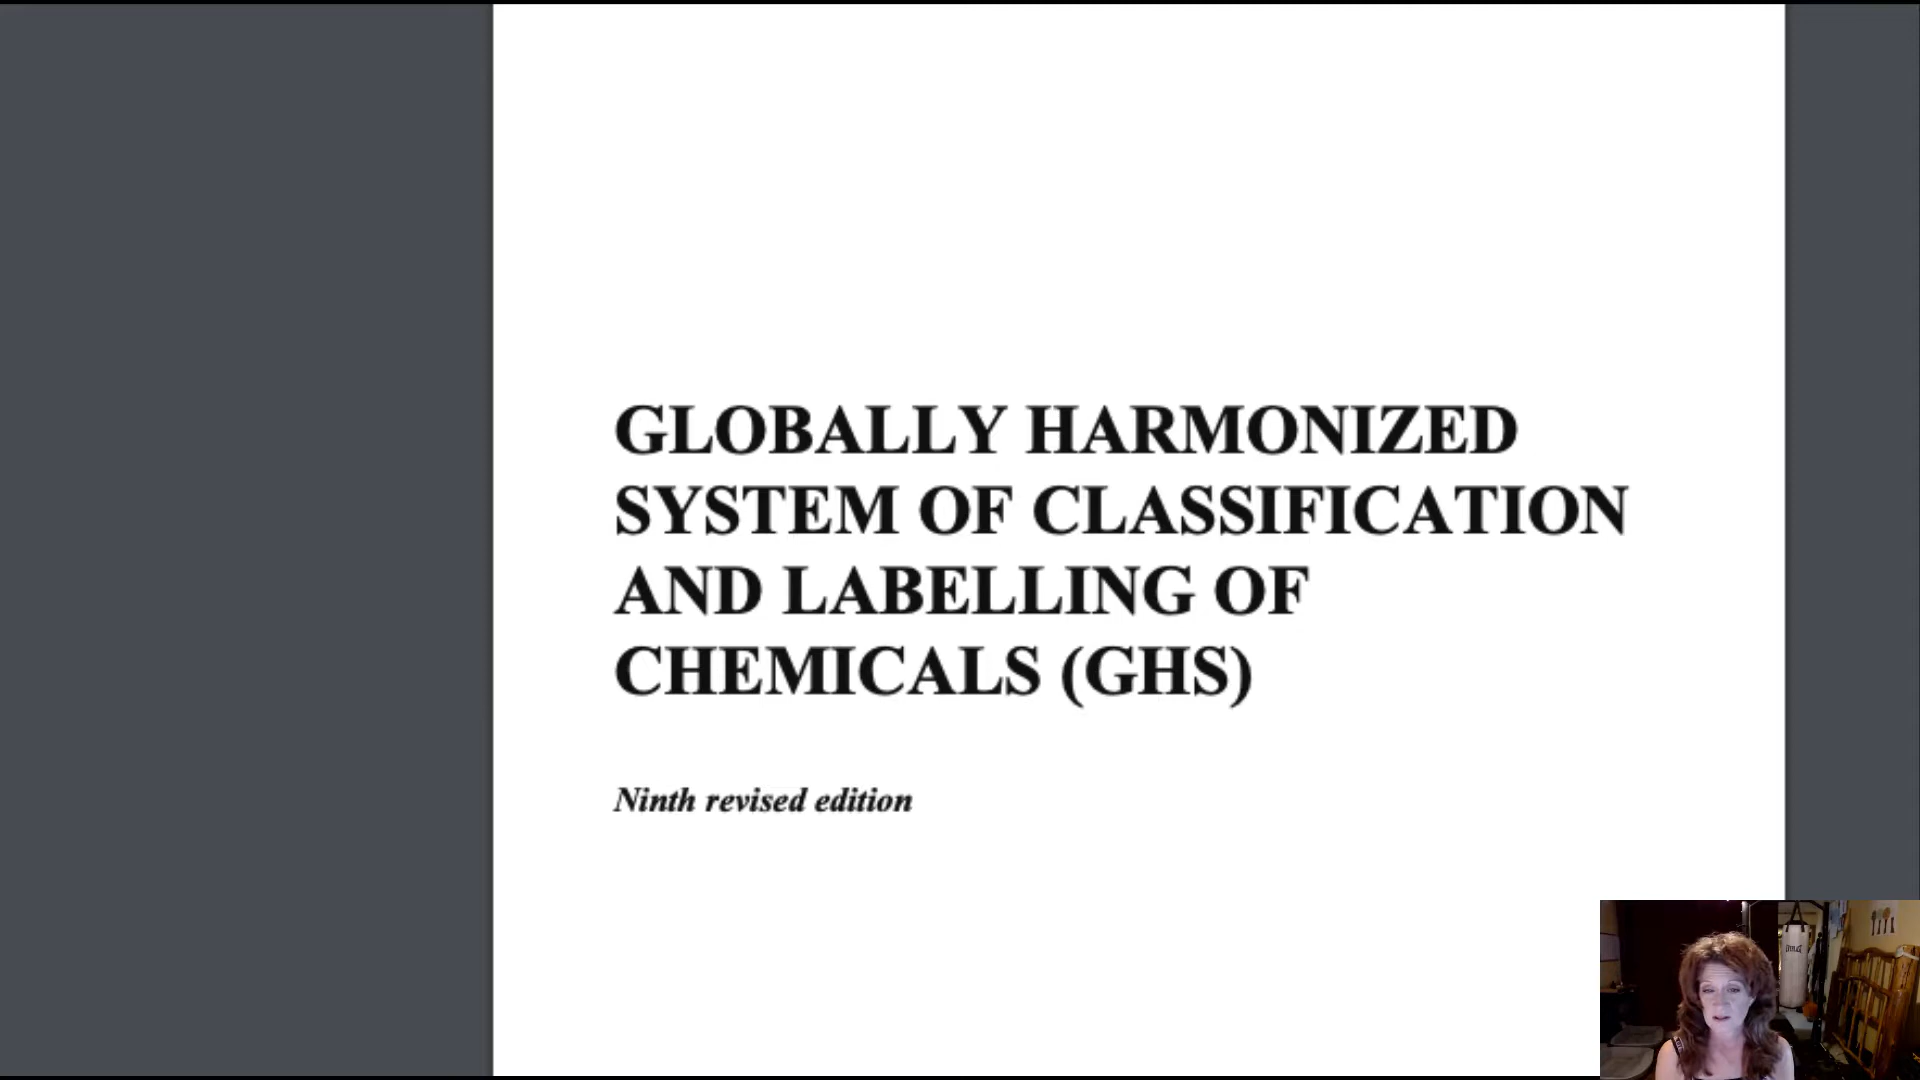 GLOBALLY HARMONIZED
SYSTEM OF CLASSIFICATION
AND LABELLING OF
CHEMICALS (GHS)
Ninth revised edition